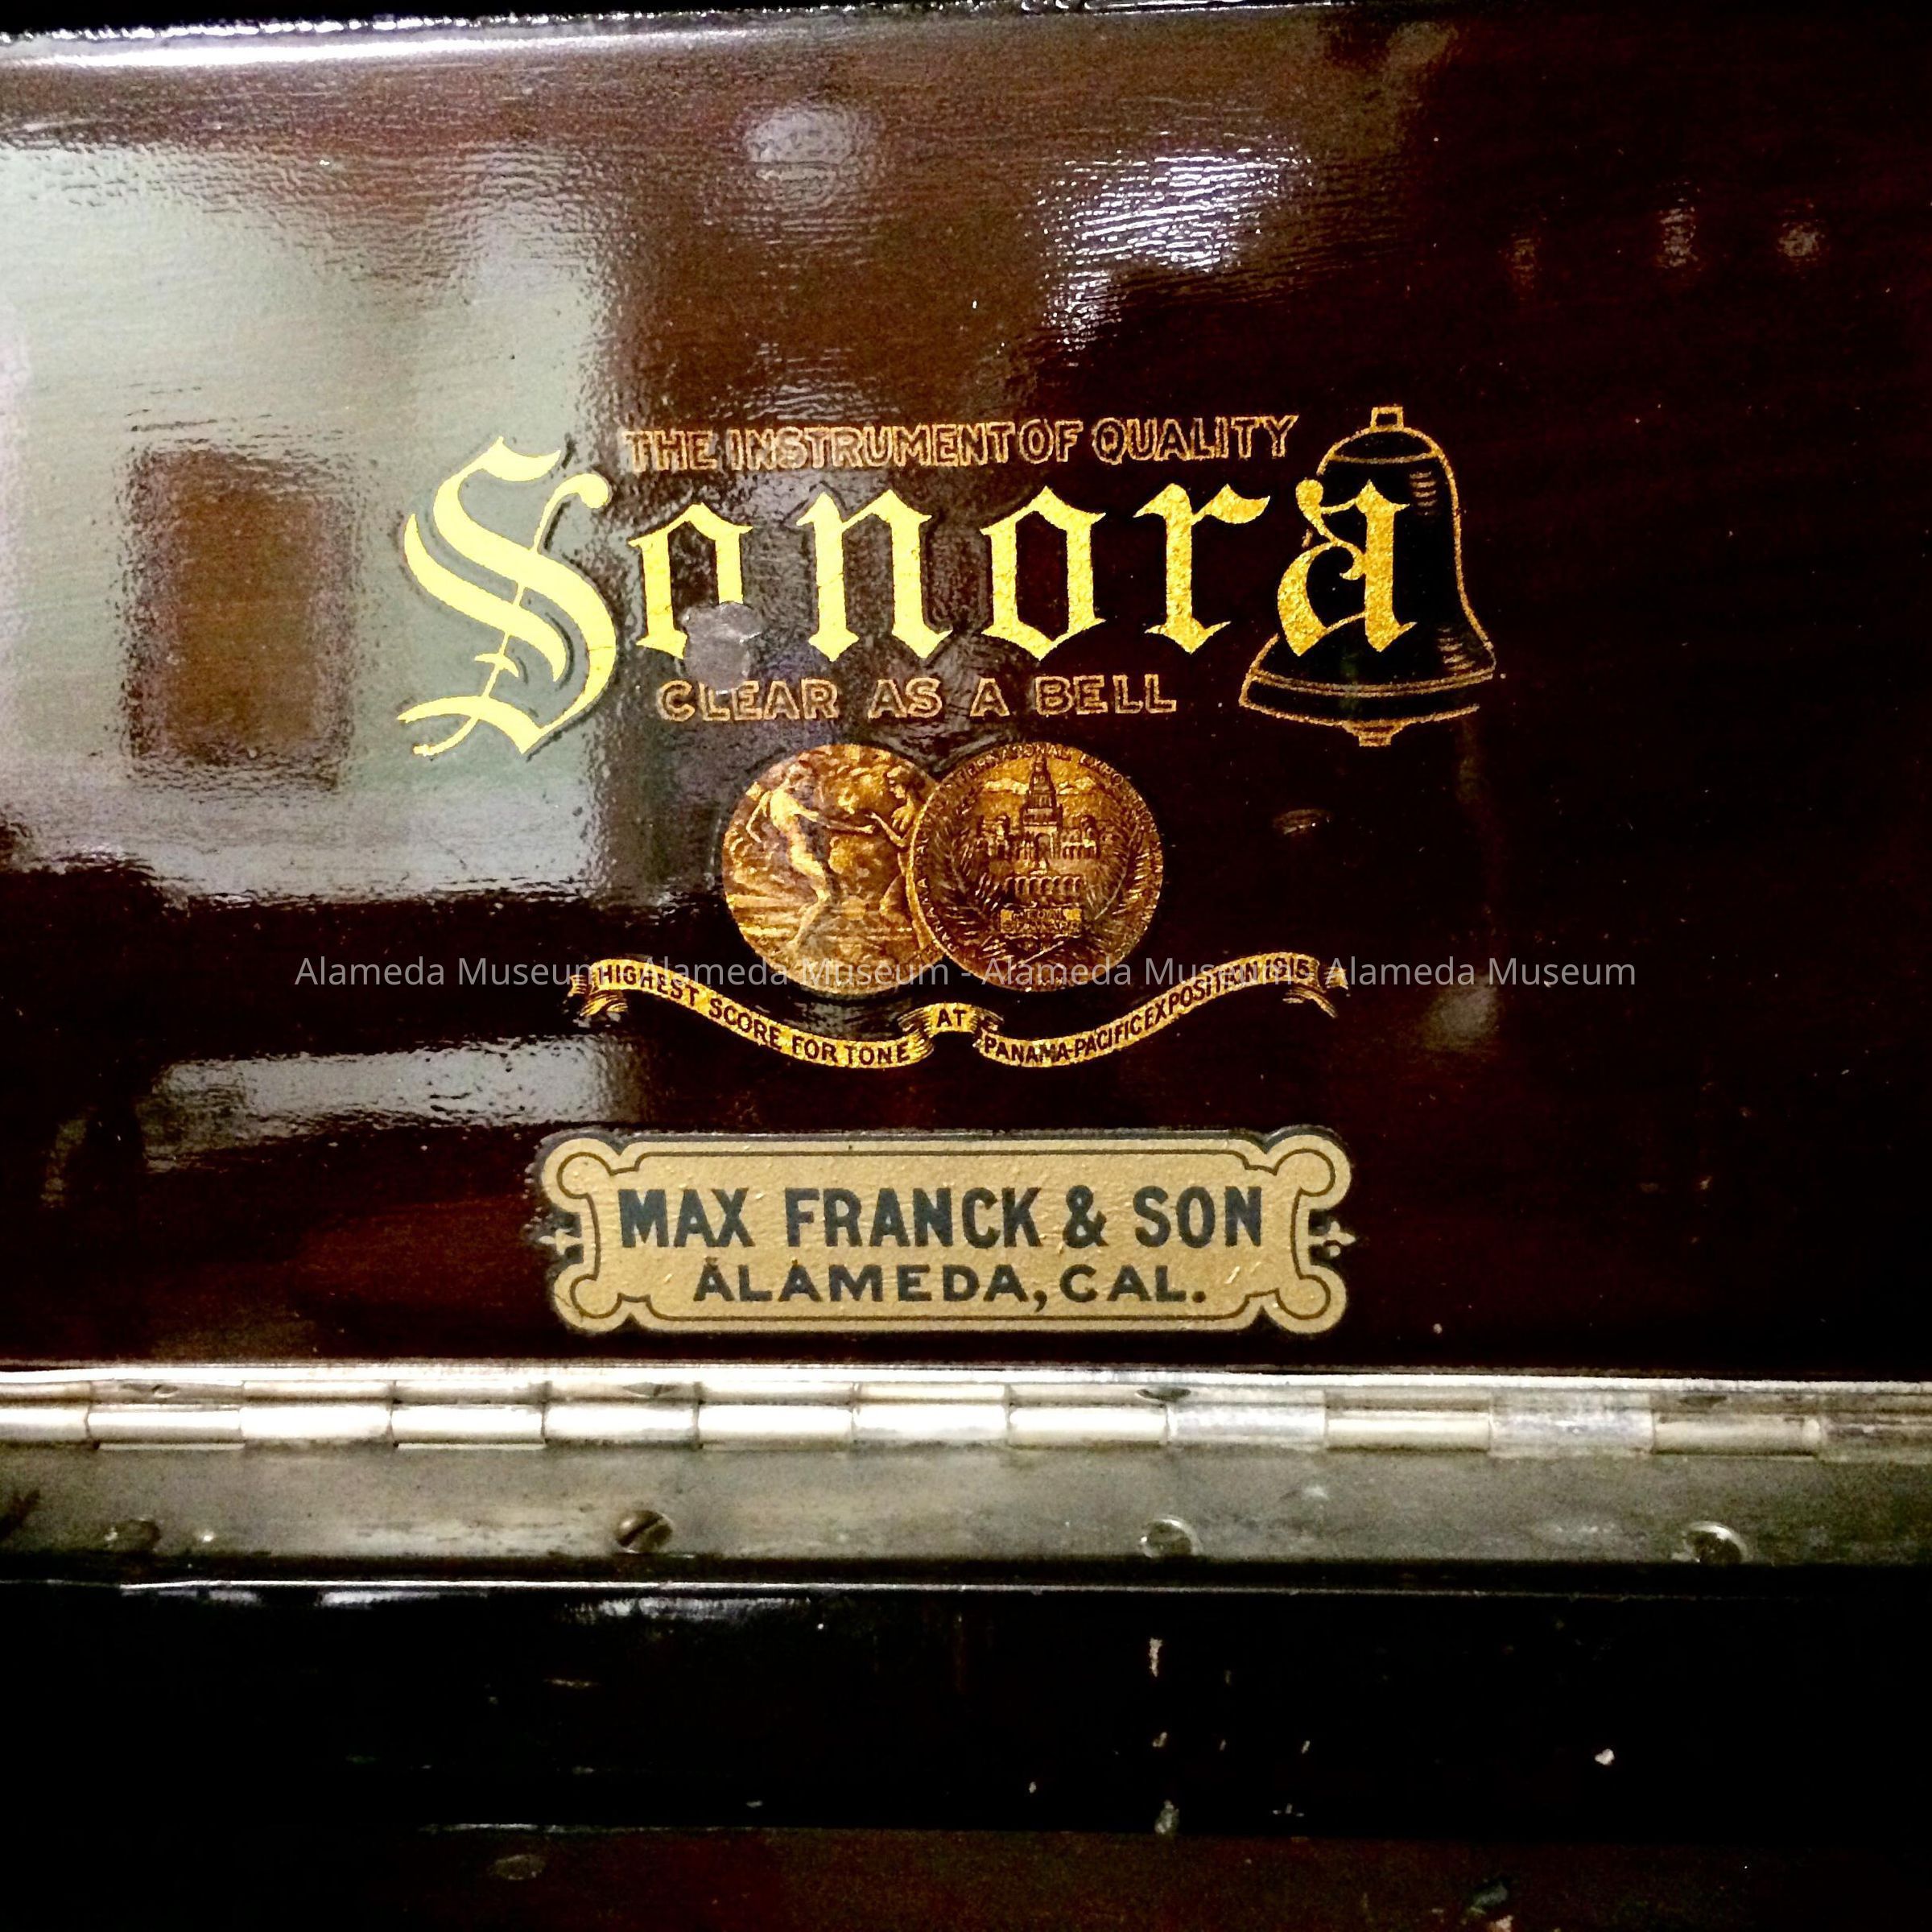 THE INSTRUMENT OF QUALITY
Sonora
CLEAR AS A BELL
HIGHEST SCORE FOR TONE AT PANAMA-PACIFIC EXPOSITION 1915
Alameda Museum - Alameda Museum - Alameda Museum - Alameda Museum
MAX FRANCK & SON
ALAMEDA, CAL.